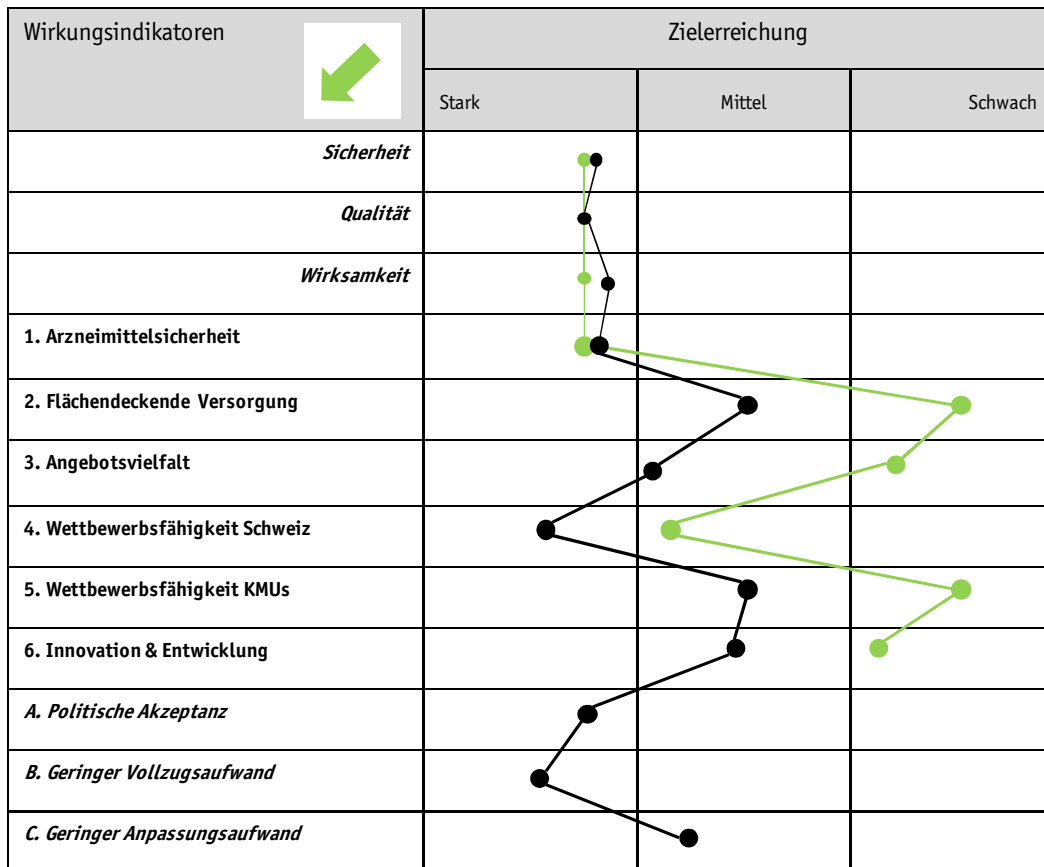 Wirkungsindikatoren
Zielerreichung
Stark
Mittel
Schwach
Sicherheit
Qualität
Wirksamkeit
1. Arzneimittelsicherheit
2. Flächendeckende Versorgung
3. Angebotsvielfalt
4. Wettbewerbsfähigkeit Schweiz
5. Wettbewerbsfähigkeit KMUs
6. Innovation & Entwicklung
A. Politische Akzeptanz
B. Geringer Vollzugsaufwand
C. Geringer Anpassungsaufwand